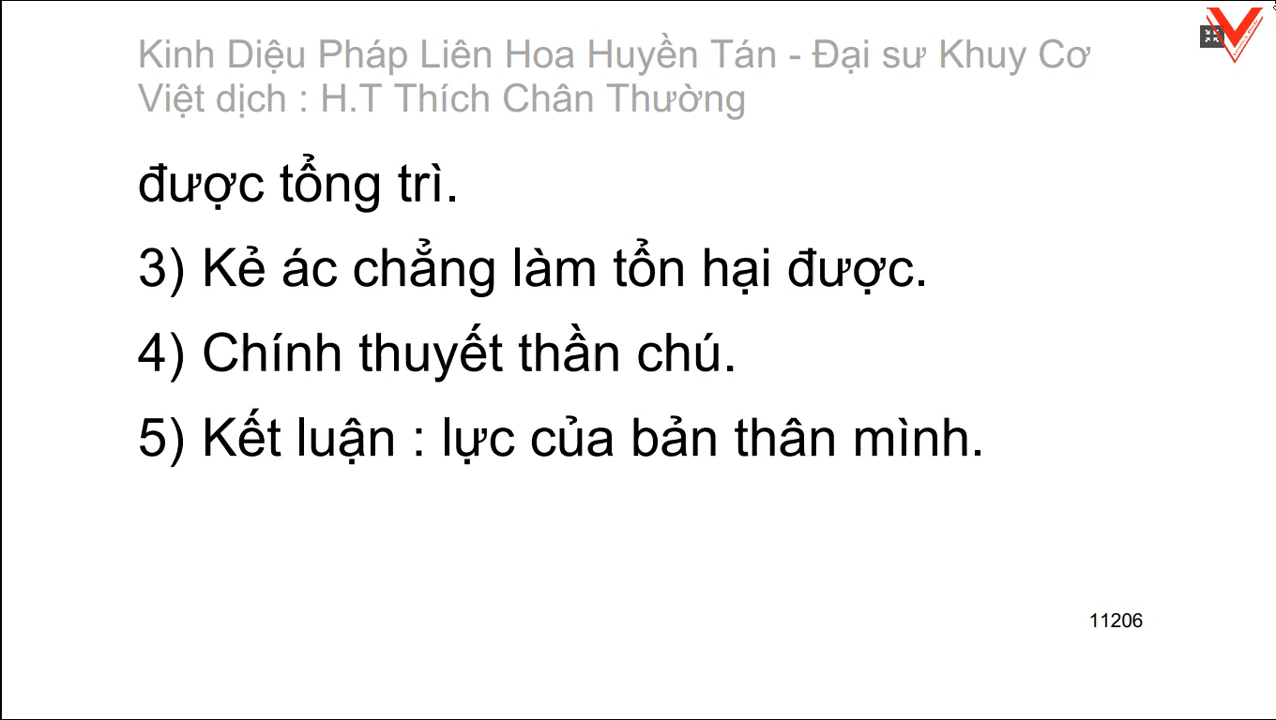 Kinh Diệu Pháp Liên Hoa Huyền Tán - Đại sư Khuy Cơ
Việt dịch : H.T Thích Chân Thường
được tổng trì.
3) Kẻ ác chẳng làm tổn hại được.
4) Chính thuyết thần chú.
5) Kết luận : lực của bản thân mình.
11206